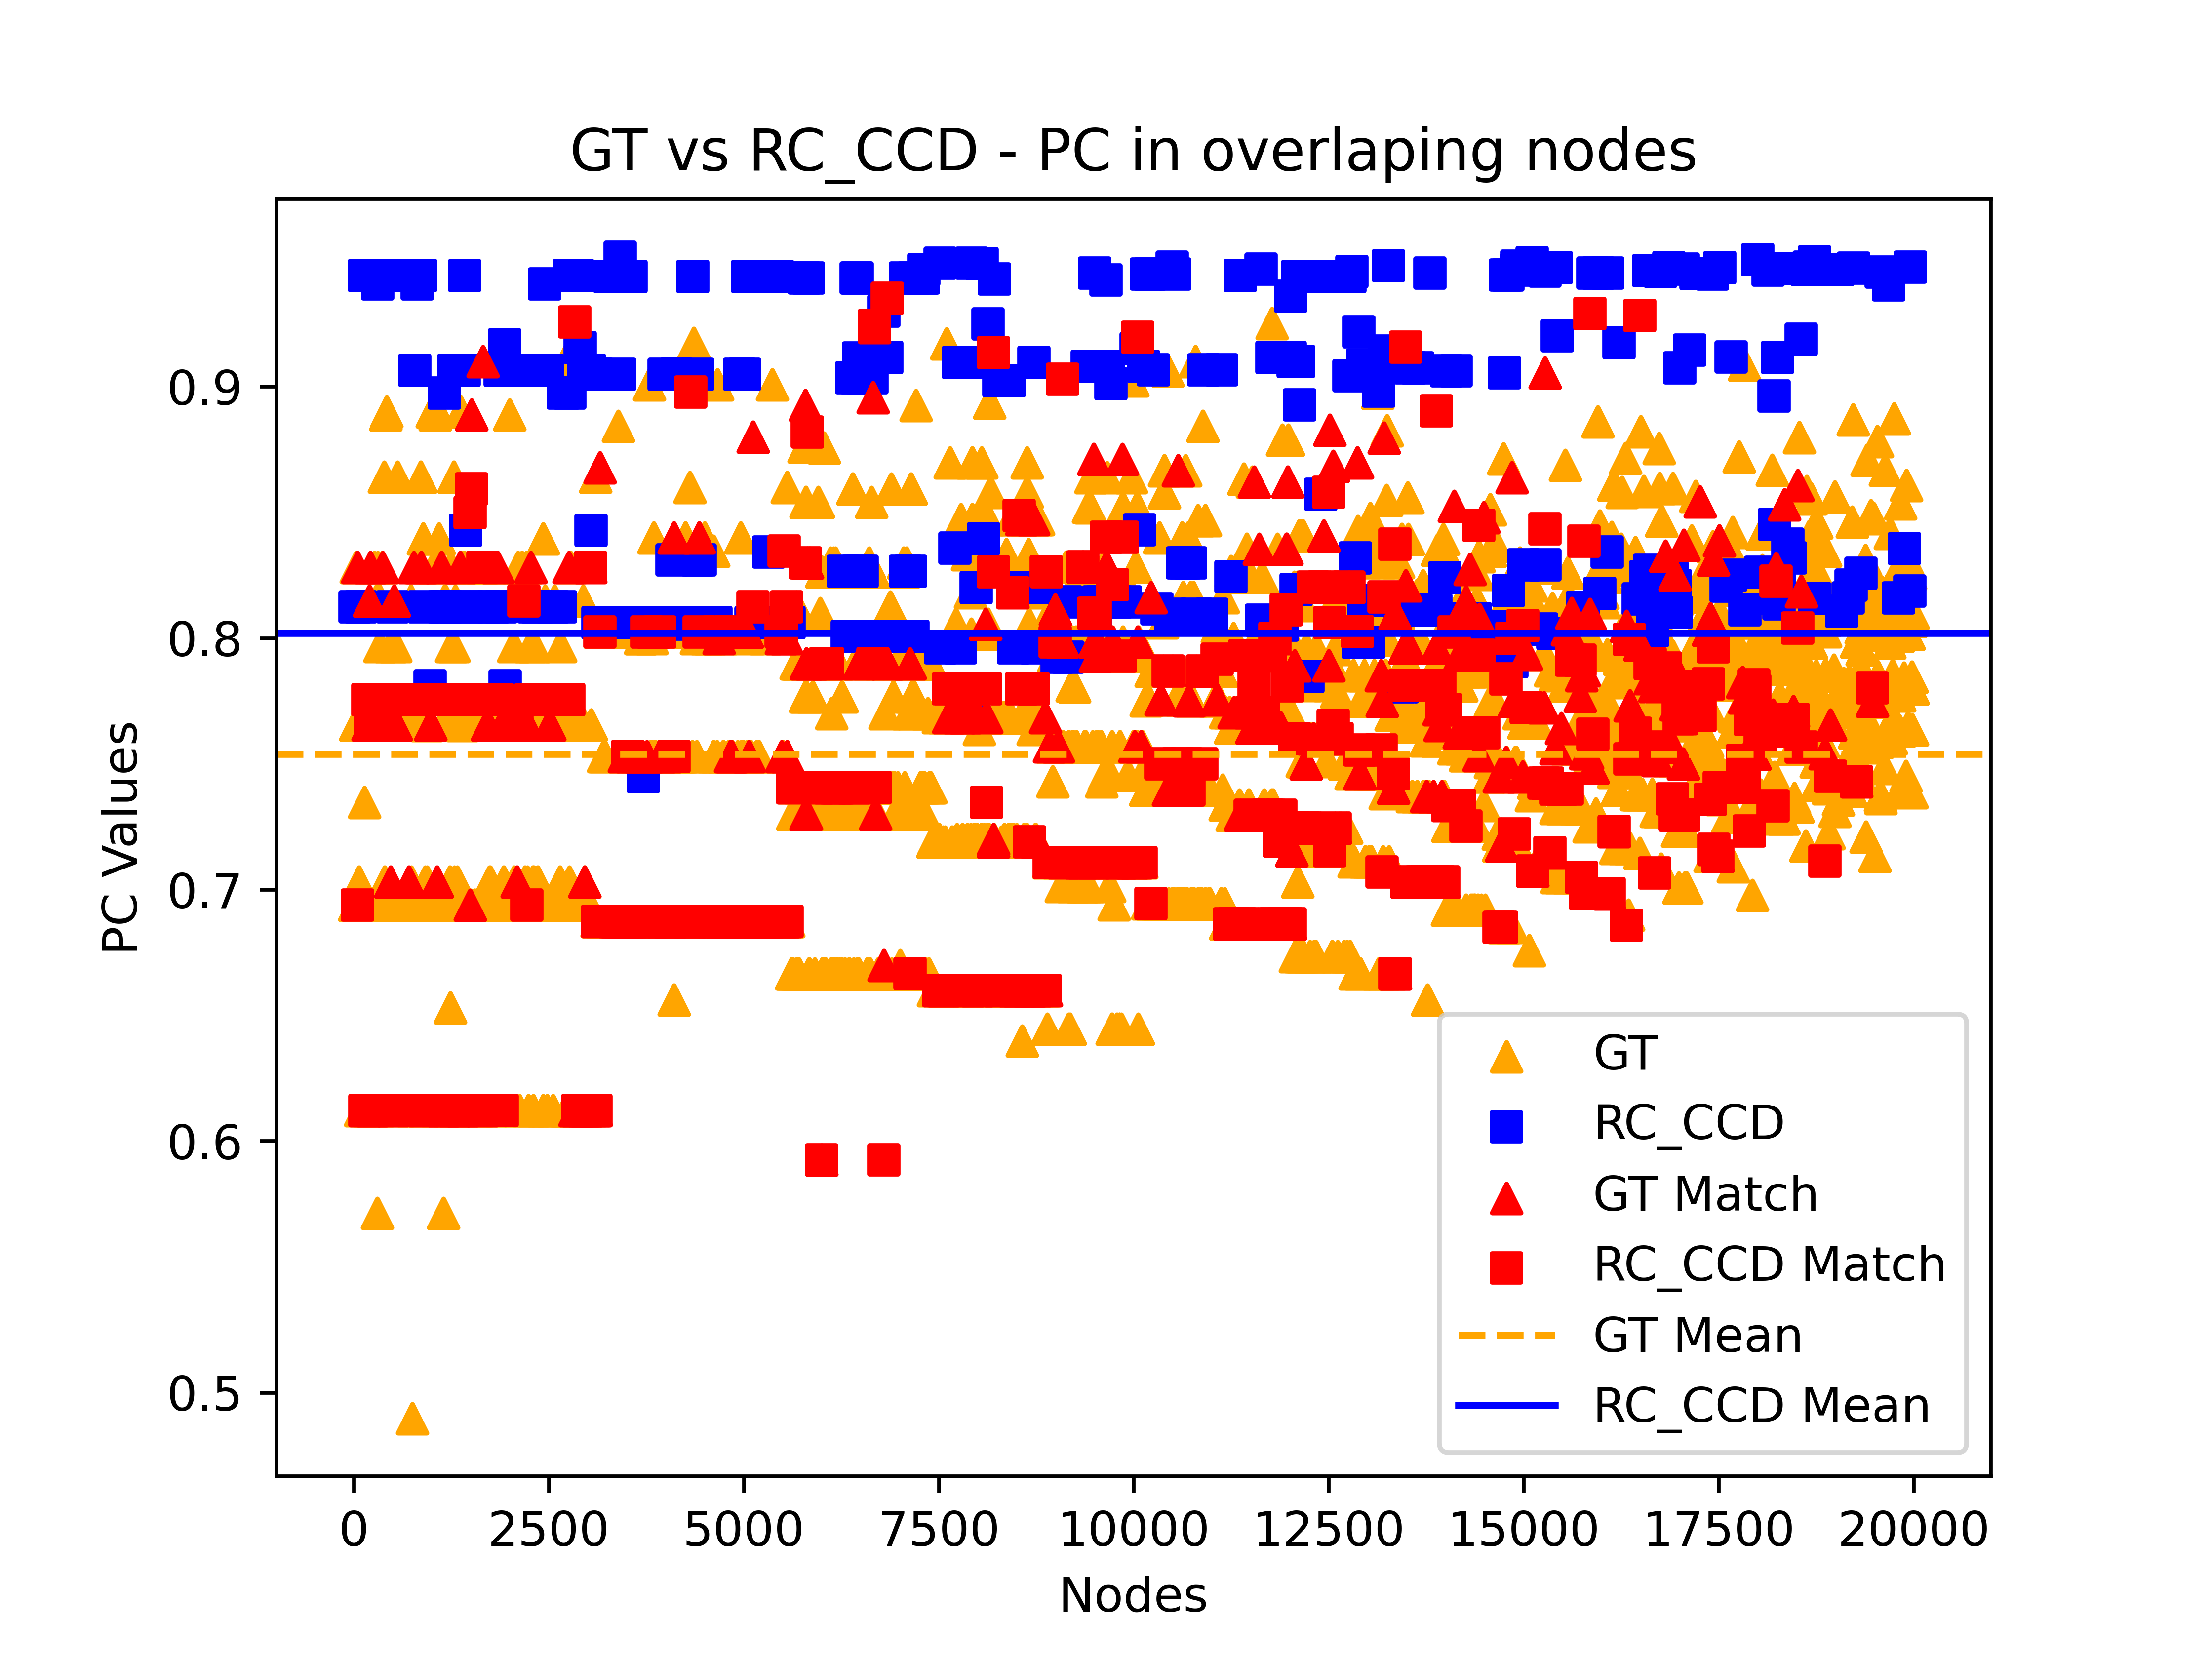 GT vs RC_CCD - PC in overlaping nodes
PC Values
0.9
0.8
0.7
0.6
0.5
GT
RC_CCD
GT Match
RC_CCD Match
GT Mean
RC_CCD Mean
0 2500 5000 7500 10000 12500 15000 17500 20000
Nodes